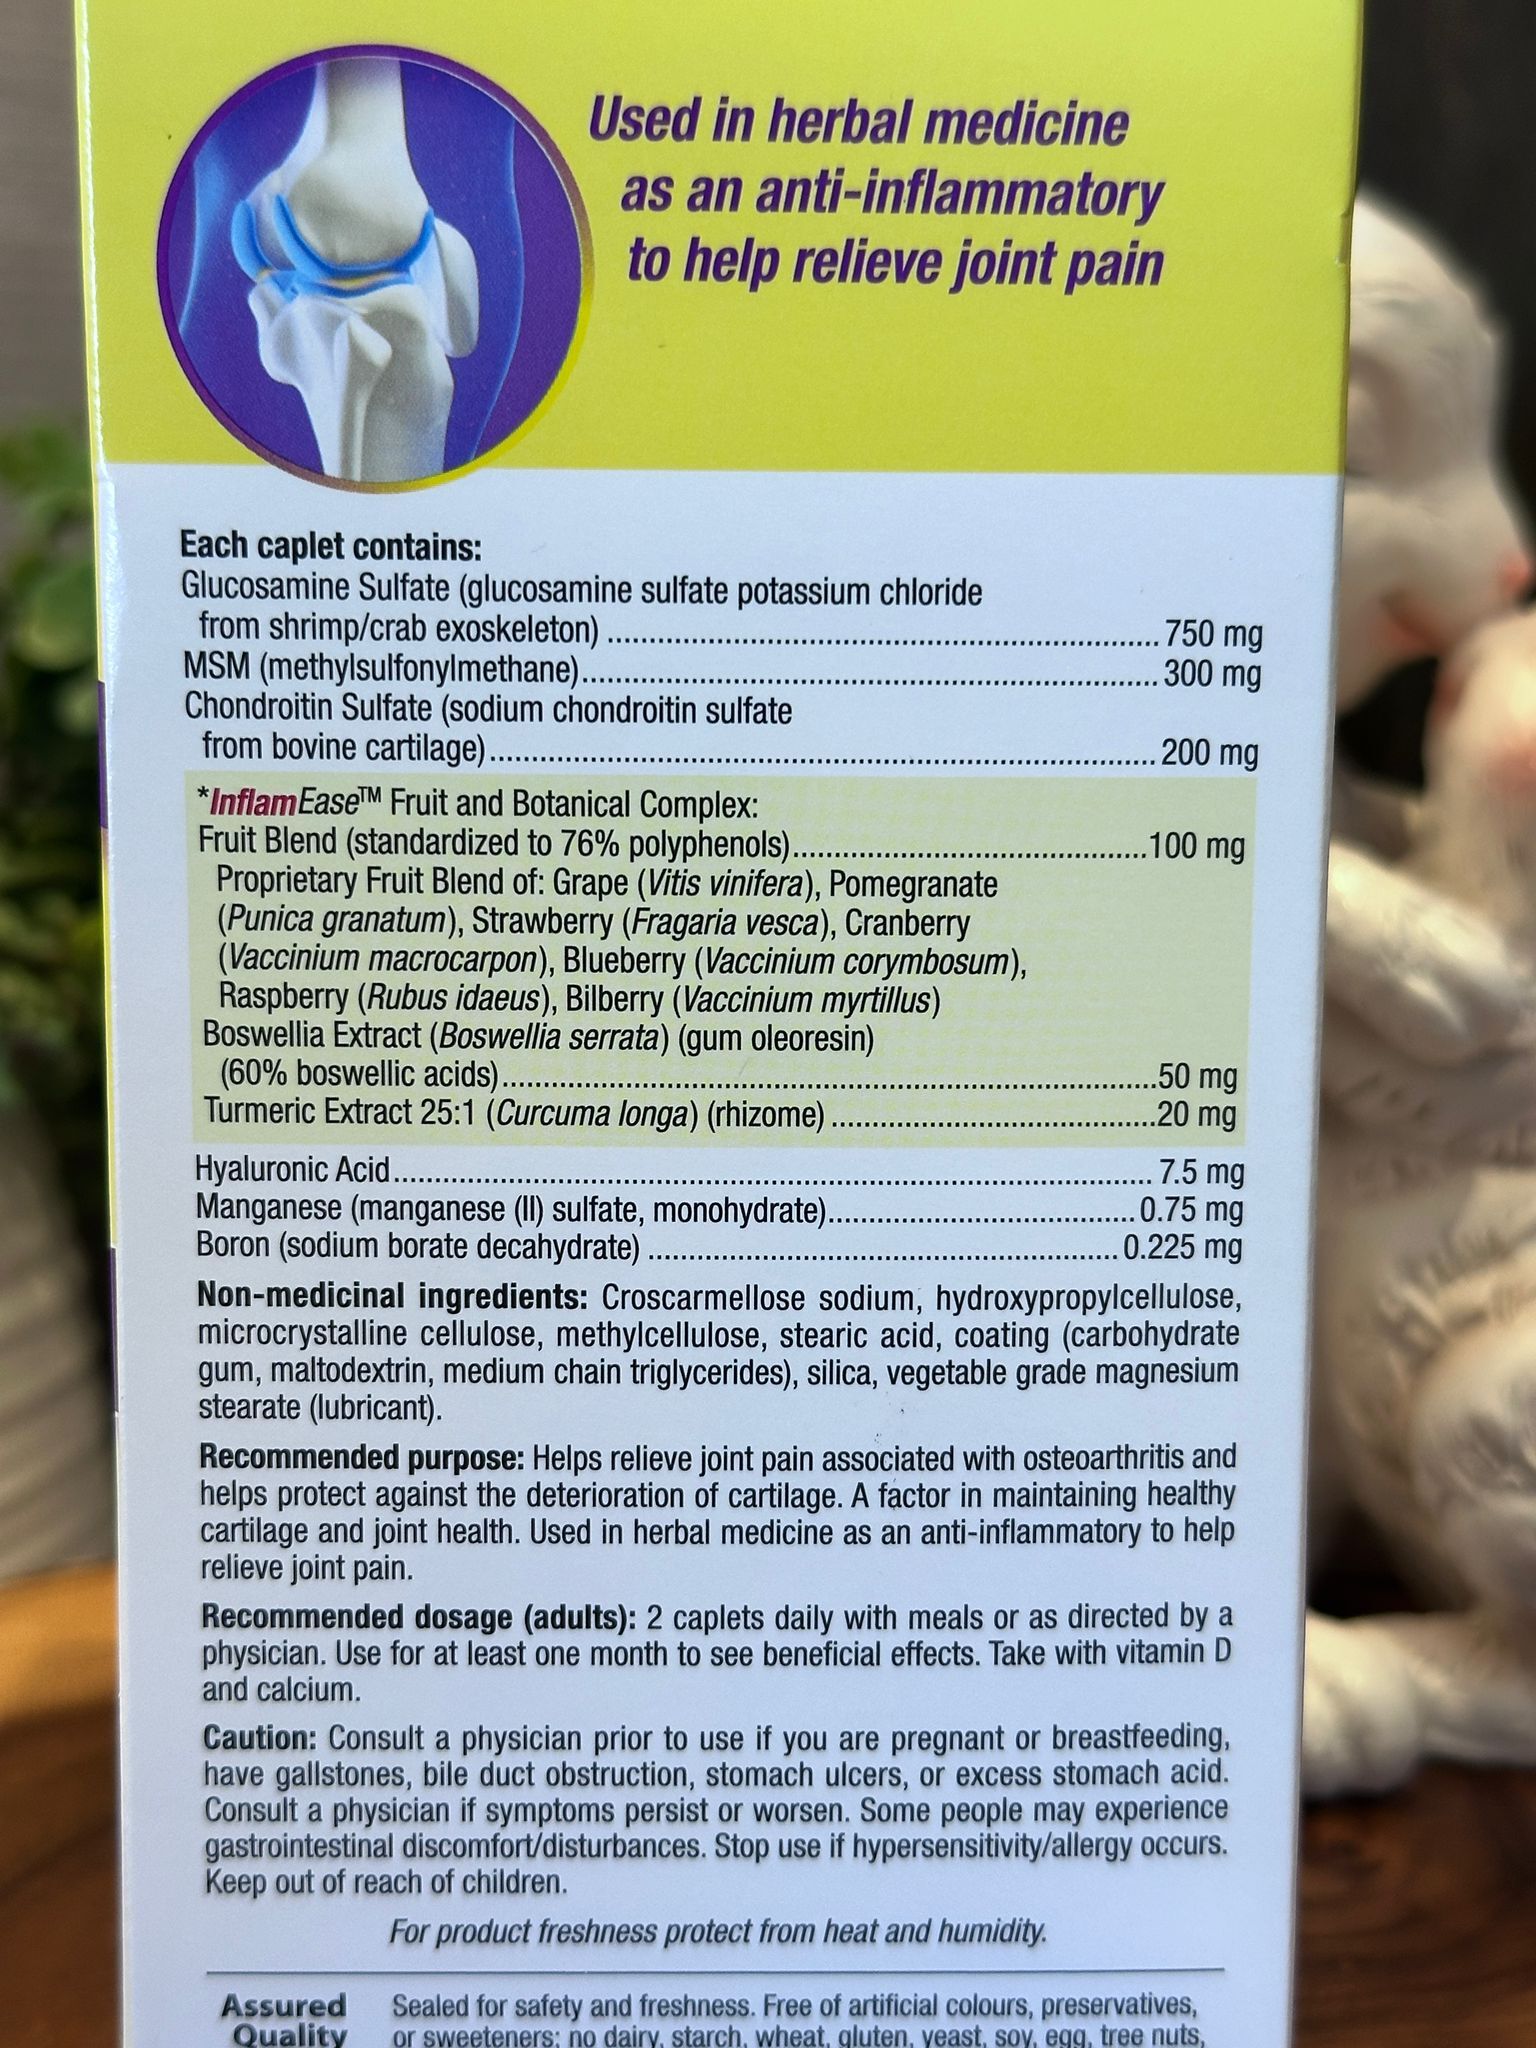 Used in herbal medicine
as an anti-inflammatory
to help relieve joint pain
Each caplet contains:
Glucosamine Sulfate (glucosamine sulfate potassium chloride
from shrimp/crab exoskeleton) ........ 750 mg
MSM (methylsulfonylmethane) ........ 300 mg
Chondroitin Sulfate (sodium chondroitin sulfate
from bovine cartilage) ........ 200 mg
*InflamEase™ Fruit and Botanical Complex:
Fruit Blend (standardized to 76% polyphenols) ........ 100 mg
Proprietary Fruit Blend of: Grape (Vitis vinifera), Pomegranate
(Punica granatum), Strawberry (Fragaria vesca), Cranberry
(Vaccinium macrocarpon), Blueberry (Vaccinium corymbosum),
Raspberry (Rubus idaeus), Bilberry (Vaccinium myrtillus)
Boswellia Extract (Boswellia serrata) (gum oleoresin)
(60% boswellic acids) ........ 50 mg
Turmeric Extract 25:1 (Curcuma longa) (rhizome) ........ 20 mg
Hyaluronic Acid ........ 7.5 mg
Manganese (manganese (II) sulfate, monohydrate) ........ 0.75 mg
Boron (sodium borate decahydrate) ........ 0.225 mg
Non-medicinal ingredients: Croscarmellose sodium, hydroxypropylcellulose,
microcrystalline cellulose, methylcellulose, stearic acid, coating (carbohydrate
gum, maltodextrin, medium chain triglycerides), silica, vegetable grade magnesium
stearate (lubricant).
Recommended purpose: Helps relieve joint pain associated with osteoarthritis and
helps protect against the deterioration of cartilage. A factor in maintaining healthy
cartilage and joint health. Used in herbal medicine as an anti-inflammatory to help
relieve joint pain.
Recommended dosage (adults): 2 caplets daily with meals or as directed by a
physician. Use for at least one month to see beneficial effects. Take with vitamin D
and calcium.
Caution: Consult a physician prior to use if you are pregnant or breastfeeding,
have gallstones, bile duct obstruction, stomach ulcers, or excess stomach acid.
Consult a physician if symptoms persist or worsen. Some people may experience
gastrointestinal discomfort/disturbances. Stop use if hypersensitivity/allergy occurs.
Keep out of reach of children.
For product freshness protect from heat and humidity.
Assured Sealed for safety and freshness. Free of artificial colours, preservatives,
Quality or sweeteners; no dairy, starch, wheat, gluten, yeast, soy, egg, tree nuts,